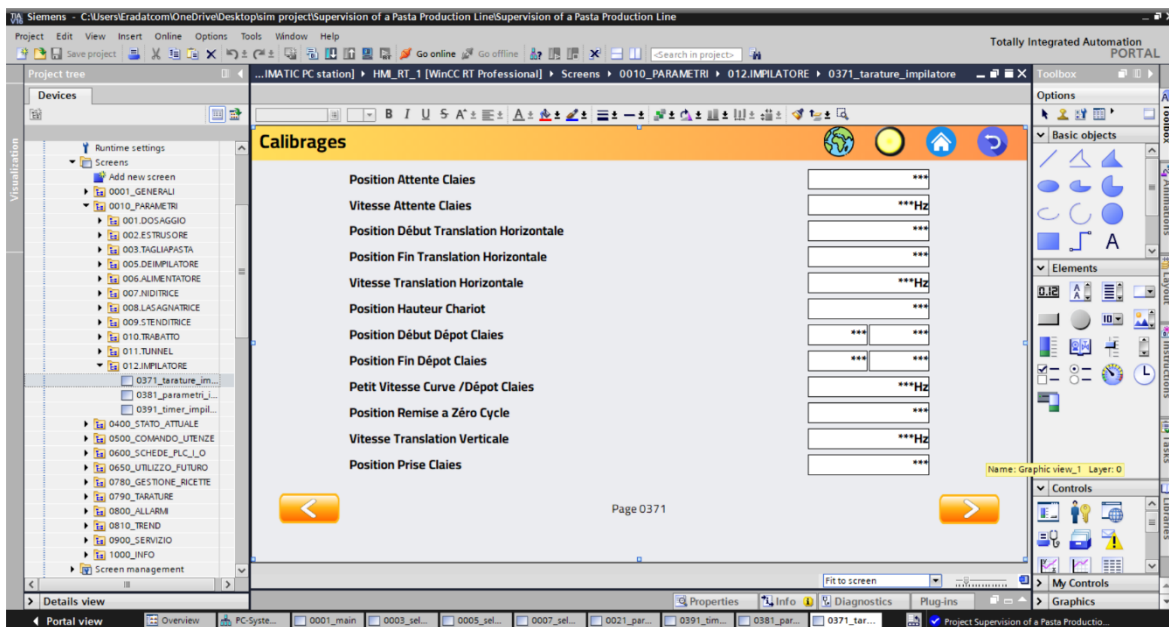 Siemens - C:\Users\Eradatcom\OneDrive\Desktop\sim project\Supervision of a Pasta Production Line\Supervision of a Pasta Production Line
Project Edit View Insert Online Options Tools Window Help
Totally Integrated Automation
PORTAL
Save project Go online Go offline <Search in project>
Project tree
...IMATIC PC station] HMI_RT_1 [WinCC RT Professional] Screens 0010_PARAMETRI 012.IMPILATORE 0371_tarature_impilatore
Toolbox
Devices
Options
B I U S A
Visualization
Runtime settings
Screens
Add new screen
0001_GENERALI
0010_PARAMETRI
001.DOSAGGIO
002.ESTRUSORE
003.TAGLIAPASTA
005.DEIMPILATORE
006.ALIMENTATORE
007.NIDITRICE
008.LASAGNATRICE
009.STENDITRICE
010.TRABATTO
011.TUNNEL
012.IMPILATORE
0371_tarature_im...
0381_parametri_i...
0391_timer_impil...
0400_STATO_ATTUALE
0500_COMANDO_UTENZE
0600_SCHEDE_PLC_I_O
0650_UTILIZZO_FUTURO
0780_GESTIONE_RICETTE
0790_TARATURE
0800_ALLARMI
0810_TREND
0900_SERVIZIO
1000_INFO
Screen management
Details view
Calibrages
Position Attente Claies ***
Vitesse Attente Claies ***Hz
Position Début Translation Horizontale ***
Position Fin Translation Horizontale ***
Vitesse Translation Horizontale ***Hz
Position Hauteur Chariot ***
Position Début Dépot Claies *** ***
Position Fin Dépot Claies *** ***
Petit Vitesse Curve /Dépot Claies ***Hz
Position Remise a Zéro Cycle ***
Vitesse Translation Verticale ***Hz
Position Prise Claies ***
Page 0371
Fit to screen
Properties Info Diagnostics Plug-ins
Basic objects
A
Elements
Name: Graphic view_1 Layer: 0
Controls
My Controls
Graphics
Toolbox
Animations
Layout
Instructions
Tasks
Libraries
Portal view Overview PC-Syste... 0001_main 0003_sel... 0005_sel... 0007_sel... 0021_par... 0391_tim... 0381_par... 0371_tar... Project Supervision of a Pasta Productio...